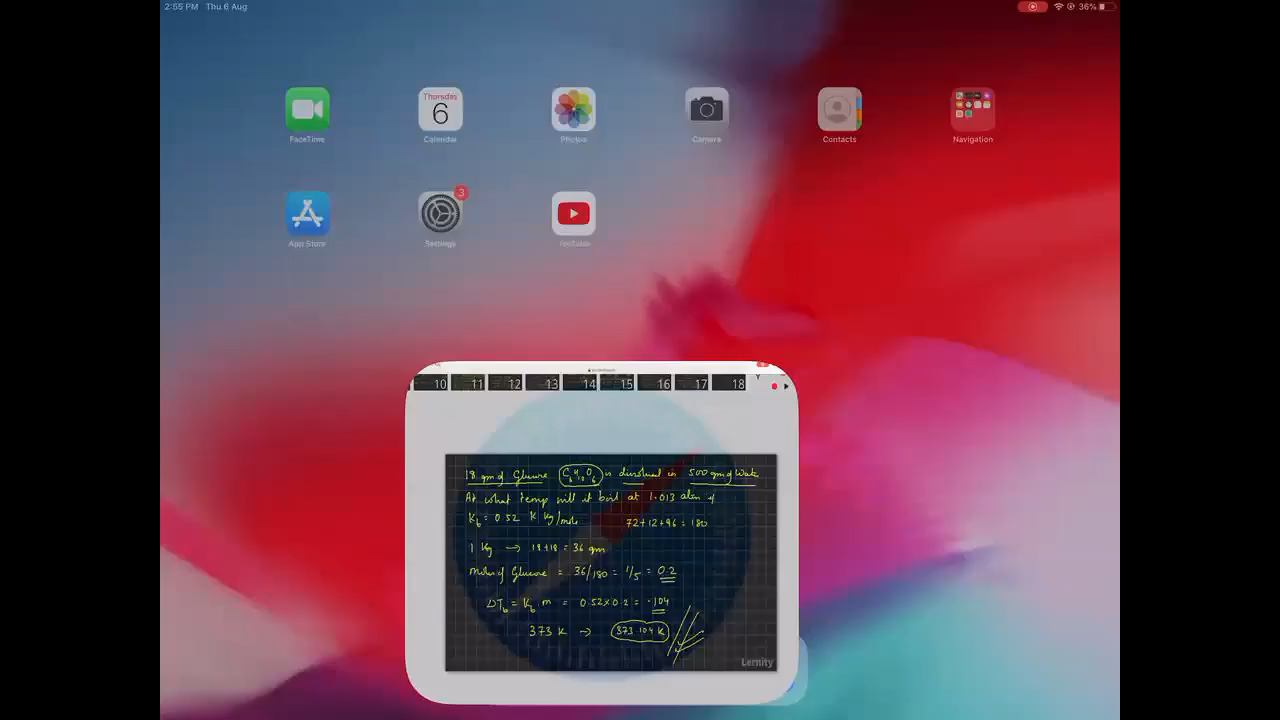 2:55 PM Thu 6 Aug 36%
Thursday
6
FaceTime Calendar Photos Camera Contacts Navigation
3
App Store Settings YouTube
10 11 12 13 14 15 16 17 18
18 gm of Glucose C6H12O6 is dissolved in 500 gm of Water
At what temp will it boil at 1.013 atm if
Kb = 0.52 K Kg/mole 72+12+96 = 180
1 Kg → 18+18 = 36 gm
moles of Glucose = 36/180 = 1/5 = 0.2
ΔTb = Kb m = 0.52×0.2 = .104
373 K → 373.104 K
Lernity